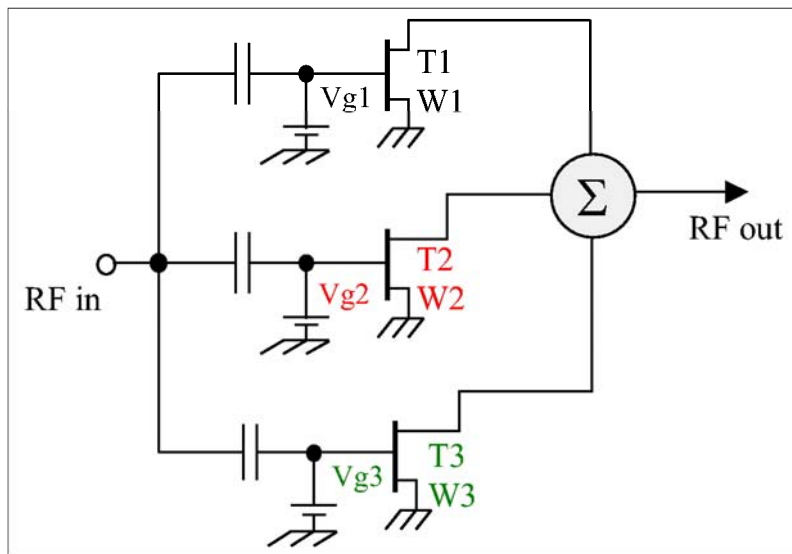 T1
Vg1
W1
Σ
RF out
T2
RF in
Vg2
W2
T3
Vg3
W3